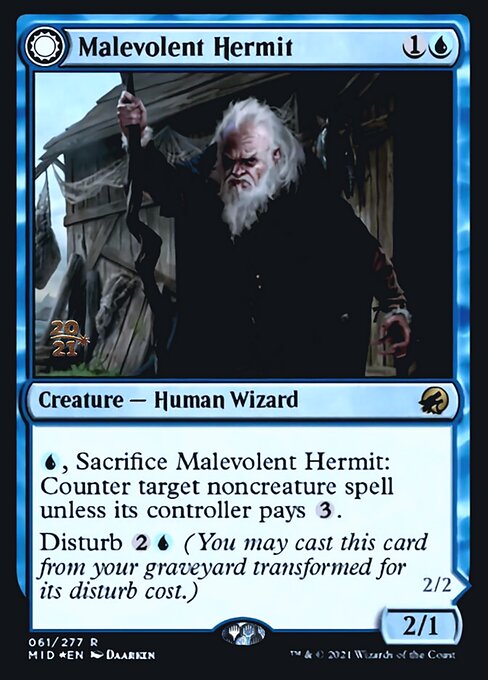 Malevolent Hermit 1
20
21
Creature — Human Wizard
, Sacrifice Malevolent Hermit:
Counter target noncreature spell
unless its controller pays 3.
Disturb 2 (You may cast this card
from your graveyard transformed for
its disturb cost.)
2/2
2/1
061/277 R
MID EN DAARKEN
™ & © 2021 Wizards of the Coast